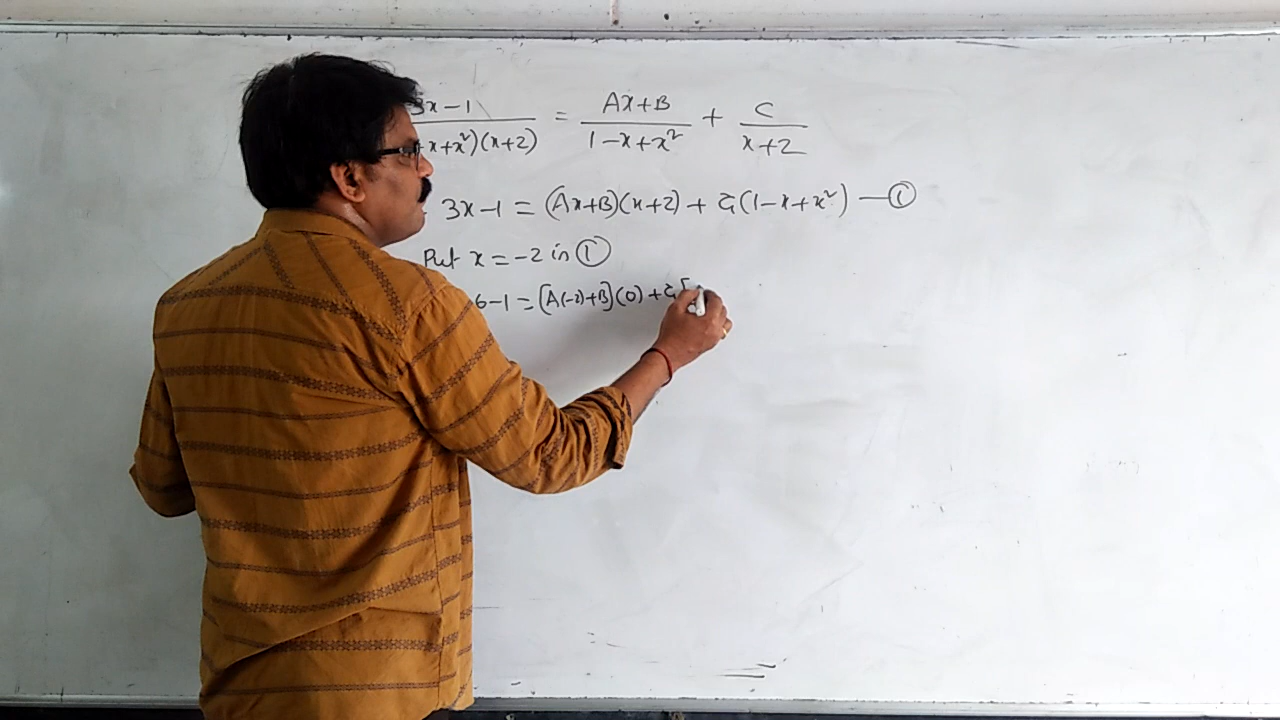 3x-1 / +x+x²)(x+2) = Ax+B / 1-x+x² + C / x+2
3x-1 = (Ax+B)(x+2) + C(1-x+x²) — ①
Put x = -2 in ①
6-1 = [A(-2)+B](0) + C[